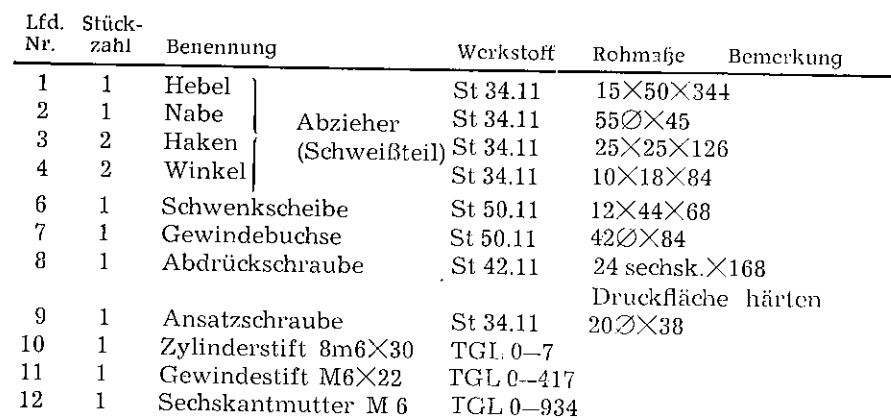 Lfd. Stück-
Nr. zahl Benennung Werkstoff Rohmaße Bemerkung
1 1 Hebel St 34.11 15×50×344
2 1 Nabe St 34.11 55∅×45
Abzieher
3 2 Haken (Schweißteil) St 34.11 25×25×126
4 2 Winkel St 34.11 10×18×84
6 1 Schwenkscheibe St 50.11 12×44×68
7 1 Gewindebuchse St 50.11 42∅×84
8 1 Abdrückschraube St 42.11 24 sechsk.×168
Druckfläche härten
9 1 Ansatzschraube St 34.11 20∅×38
10 1 Zylinderstift 8m6×30 TGL 0—7
11 1 Gewindestift M6×22 TGL 0—417
12 1 Sechskantmutter M 6 TGL 0—934